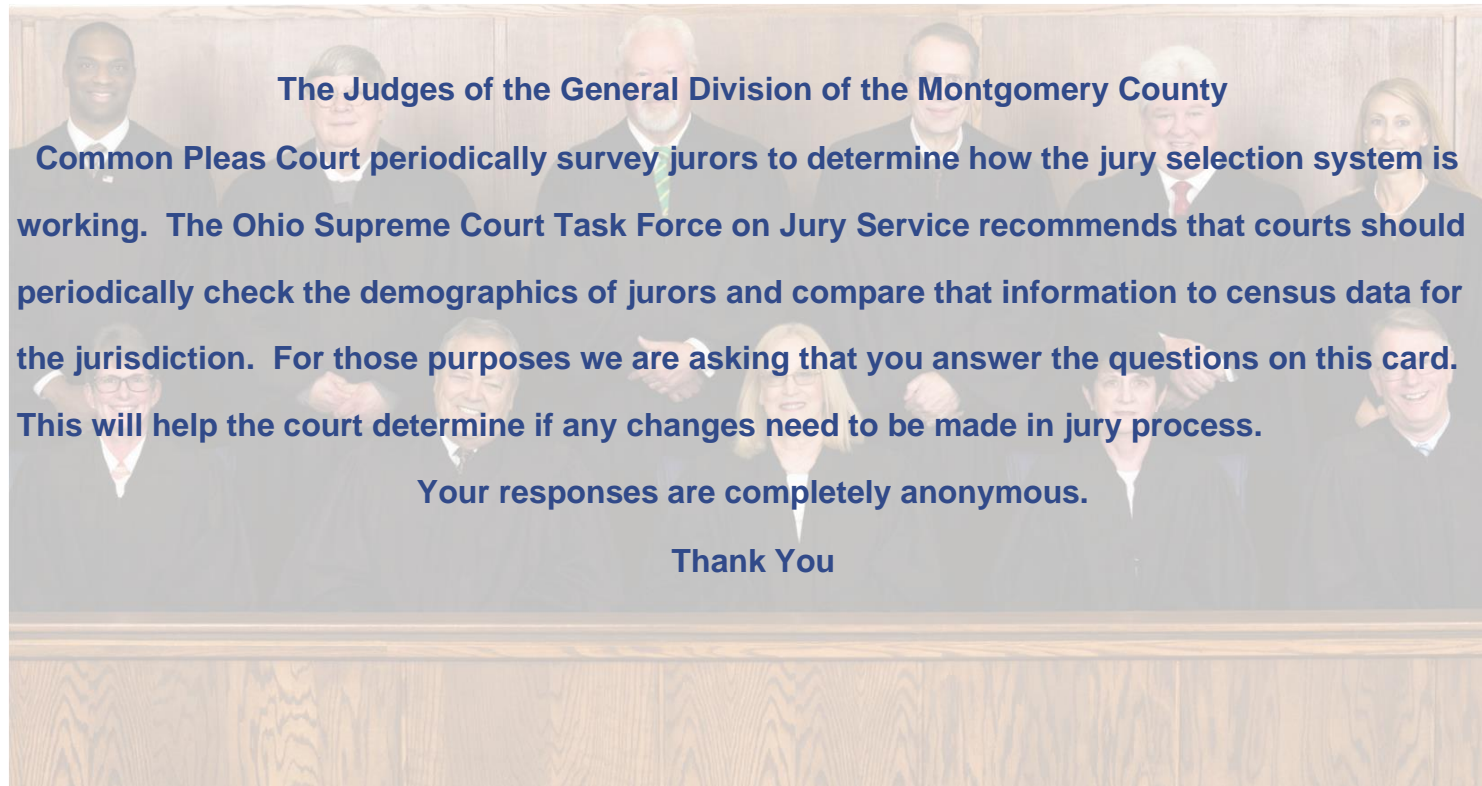 The Judges of the General Division of the Montgomery County
Common Pleas Court periodically survey jurors to determine how the jury selection system is
working.  The Ohio Supreme Court Task Force on Jury Service recommends that courts should
periodically check the demographics of jurors and compare that information to census data for
the jurisdiction.  For those purposes we are asking that you answer the questions on this card.
This will help the court determine if any changes need to be made in jury process.
Your responses are completely anonymous.
Thank You